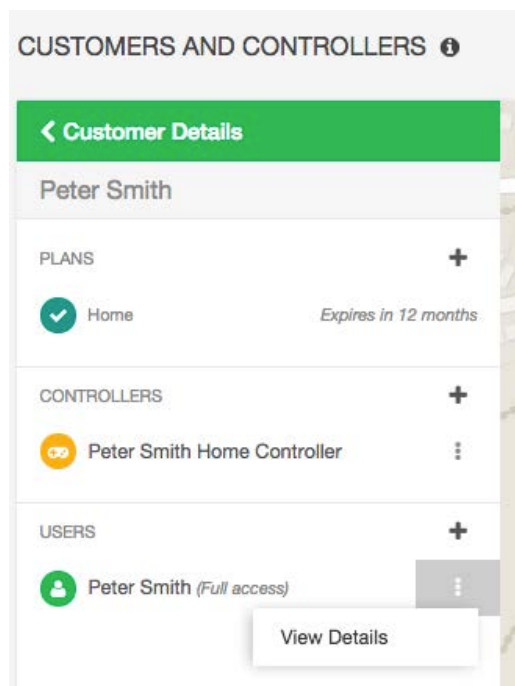 CUSTOMERS AND CONTROLLERS
Customer Details
Peter Smith
PLANS
Home Expires in 12 months
CONTROLLERS
Peter Smith Home Controller
USERS
Peter Smith (Full access)
View Details